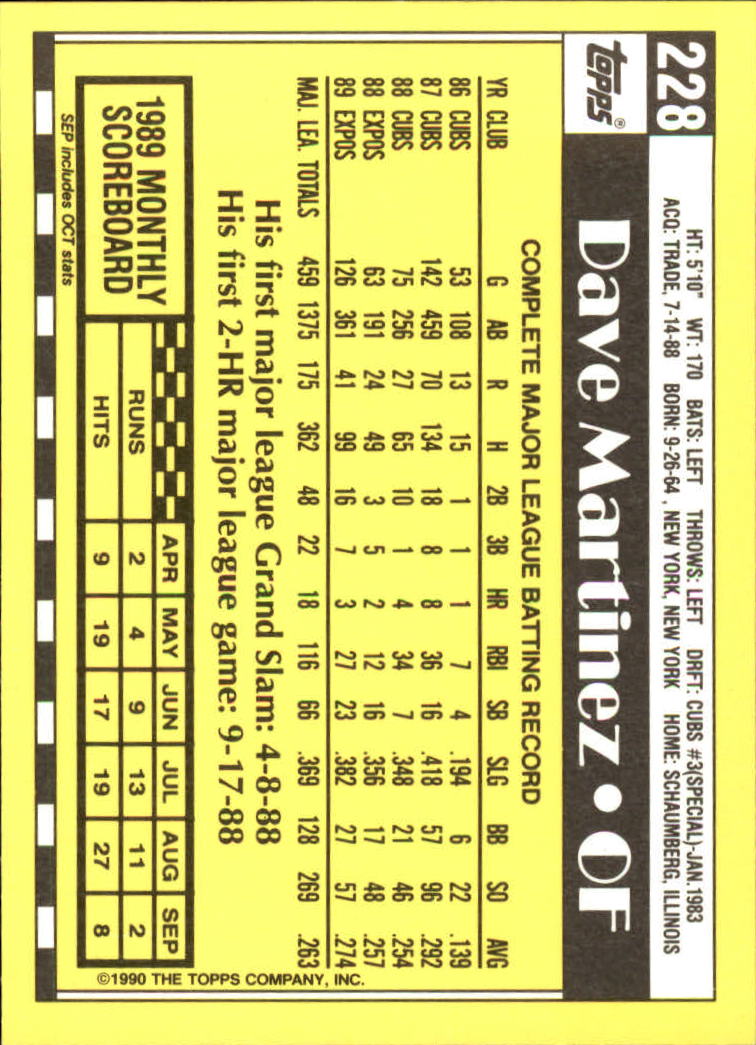 228
topps®
HT: 5'10" WT: 170 BATS: LEFT THROWS: LEFT DRFT: CUBS #3(SPECIAL)-JAN.1983
ACQ: TRADE, 7-14-88 BORN: 9-26-64 , NEW YORK, NEW YORK HOME: SCHAUMBERG, ILLINOIS
Dave Martinez • OF
COMPLETE MAJOR LEAGUE BATTING RECORD
YR CLUB G AB R H 2B 3B HR RBI SB SLG BB SO AVG
86 CUBS 53 108 13 15 1 1 1 7 4 .194 6 22 .139
87 CUBS 142 459 70 134 18 8 8 36 16 .418 57 96 .292
88 CUBS 75 256 27 65 10 1 4 34 7 .348 21 46 .254
88 EXPOS 63 191 24 49 3 5 2 12 16 .356 17 48 .257
89 EXPOS 126 361 41 99 16 7 3 27 23 .382 27 57 .274
MAJ. LEA. TOTALS 459 1375 175 362 48 22 18 116 66 .369 128 269 .263
His first major league Grand Slam: 4-8-88
His first 2-HR major league game: 9-17-88
1989 MONTHLY
SCOREBOARD
APR MAY JUN JUL AUG SEP
RUNS 2 4 9 13 11 2
HITS 9 19 17 19 27 8
SEP includes OCT stats
©1990 THE TOPPS COMPANY, INC.